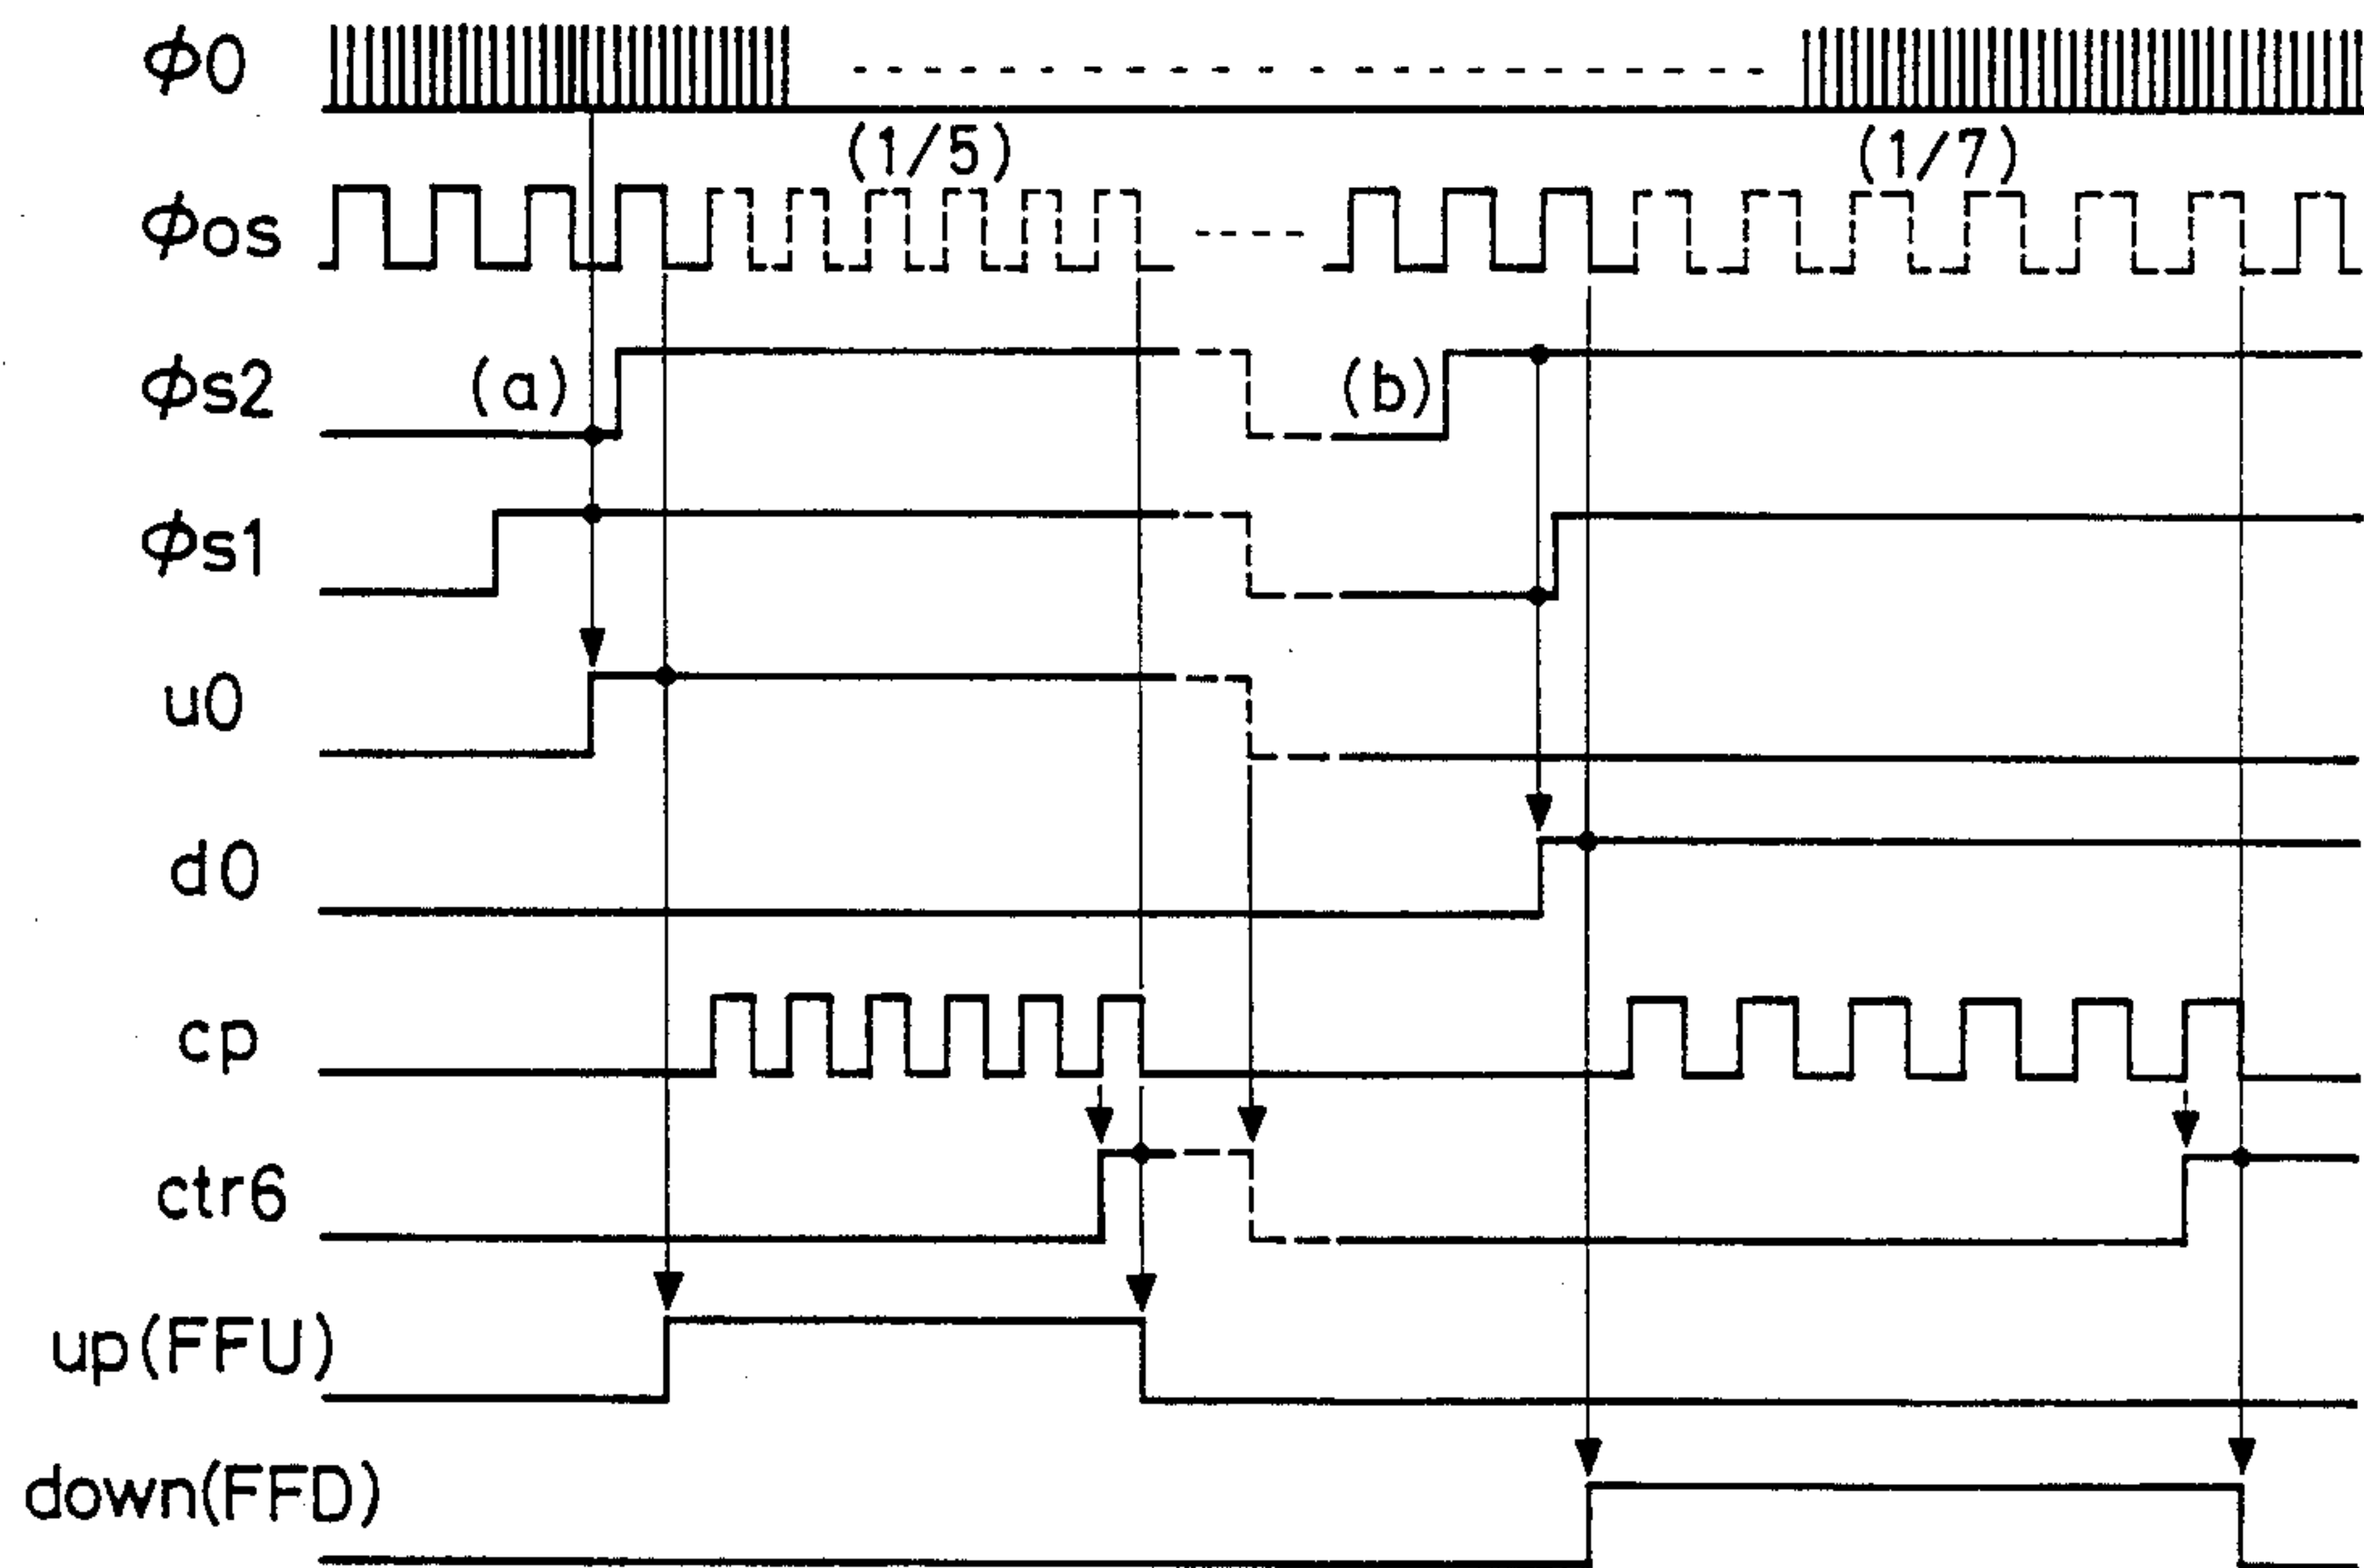 ϕ0
(1/5) (1/7)
ϕos
ϕs2 (a) (b)
ϕs1
u0
d0
cp
ctr6
up(FFU)
down(FFD)